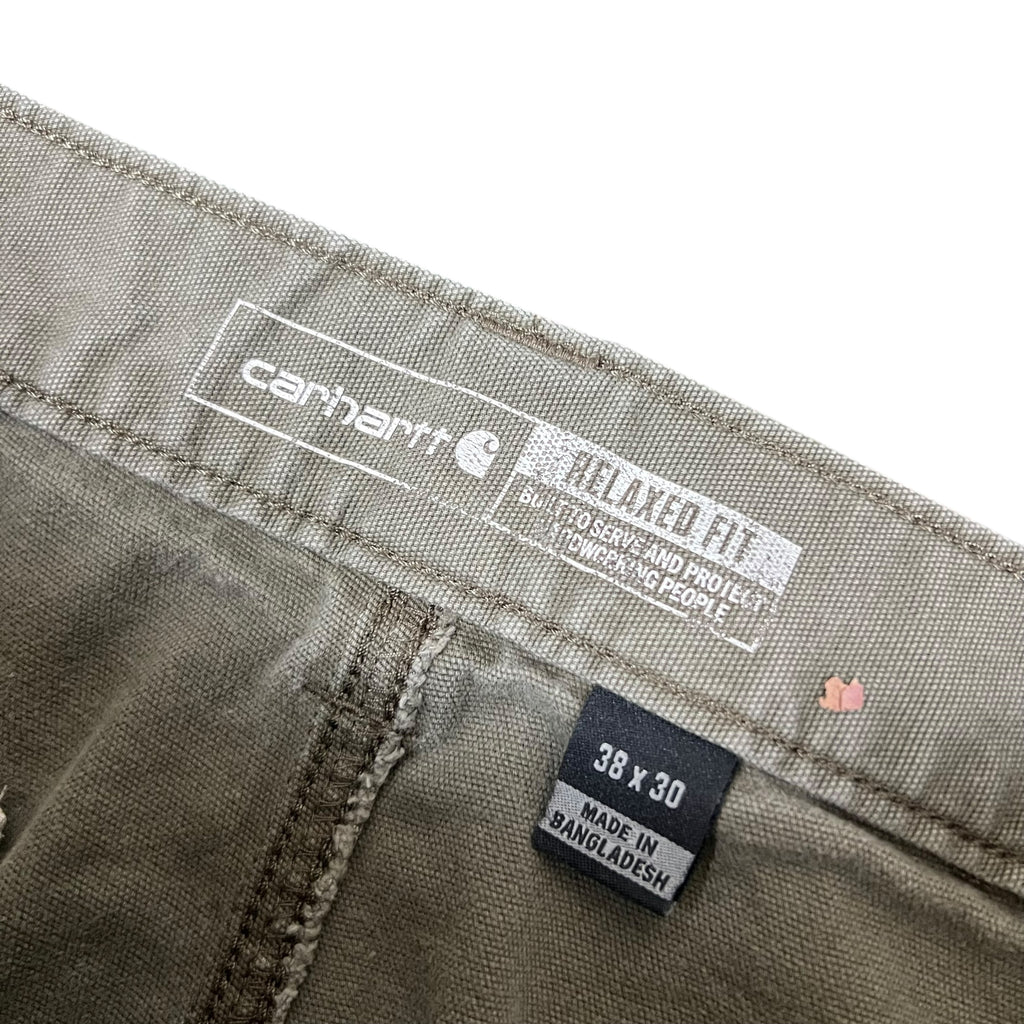 carhartt
RELAXED FIT
BUILT TO SERVE AND PROTECT
HARDWORKING PEOPLE
38 x 30
MADE IN
BANGLADESH